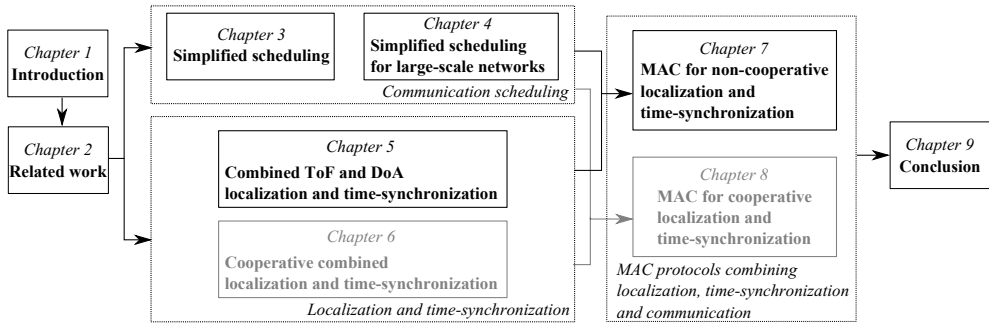 Chapter 1
Introduction
Chapter 2
Related work
Chapter 3
Simplified scheduling
Chapter 4
Simplified scheduling
for large-scale networks
Communication scheduling
Chapter 5
Combined ToF and DoA
localization and time-synchronization
Chapter 6
Cooperative combined
localization and time-synchronization
Localization and time-synchronization
Chapter 7
MAC for non-cooperative
localization and
time-synchronization
Chapter 8
MAC for cooperative
localization and
time-synchronization
MAC protocols combining
localization, time-synchronization
and communication
Chapter 9
Conclusion